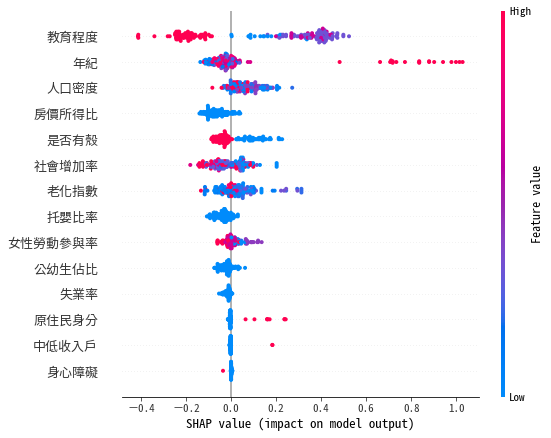 High
教育程度
年紀
人口密度
房價所得比
是否有殼
社會增加率
老化指數
托嬰比率
女性勞動參與率
公幼生佔比
失業率
原住民身分
中低收入戶
身心障礙
Feature value
Low
−0.4 −0.2 0.0 0.2 0.4 0.6 0.8 1.0
SHAP value (impact on model output)